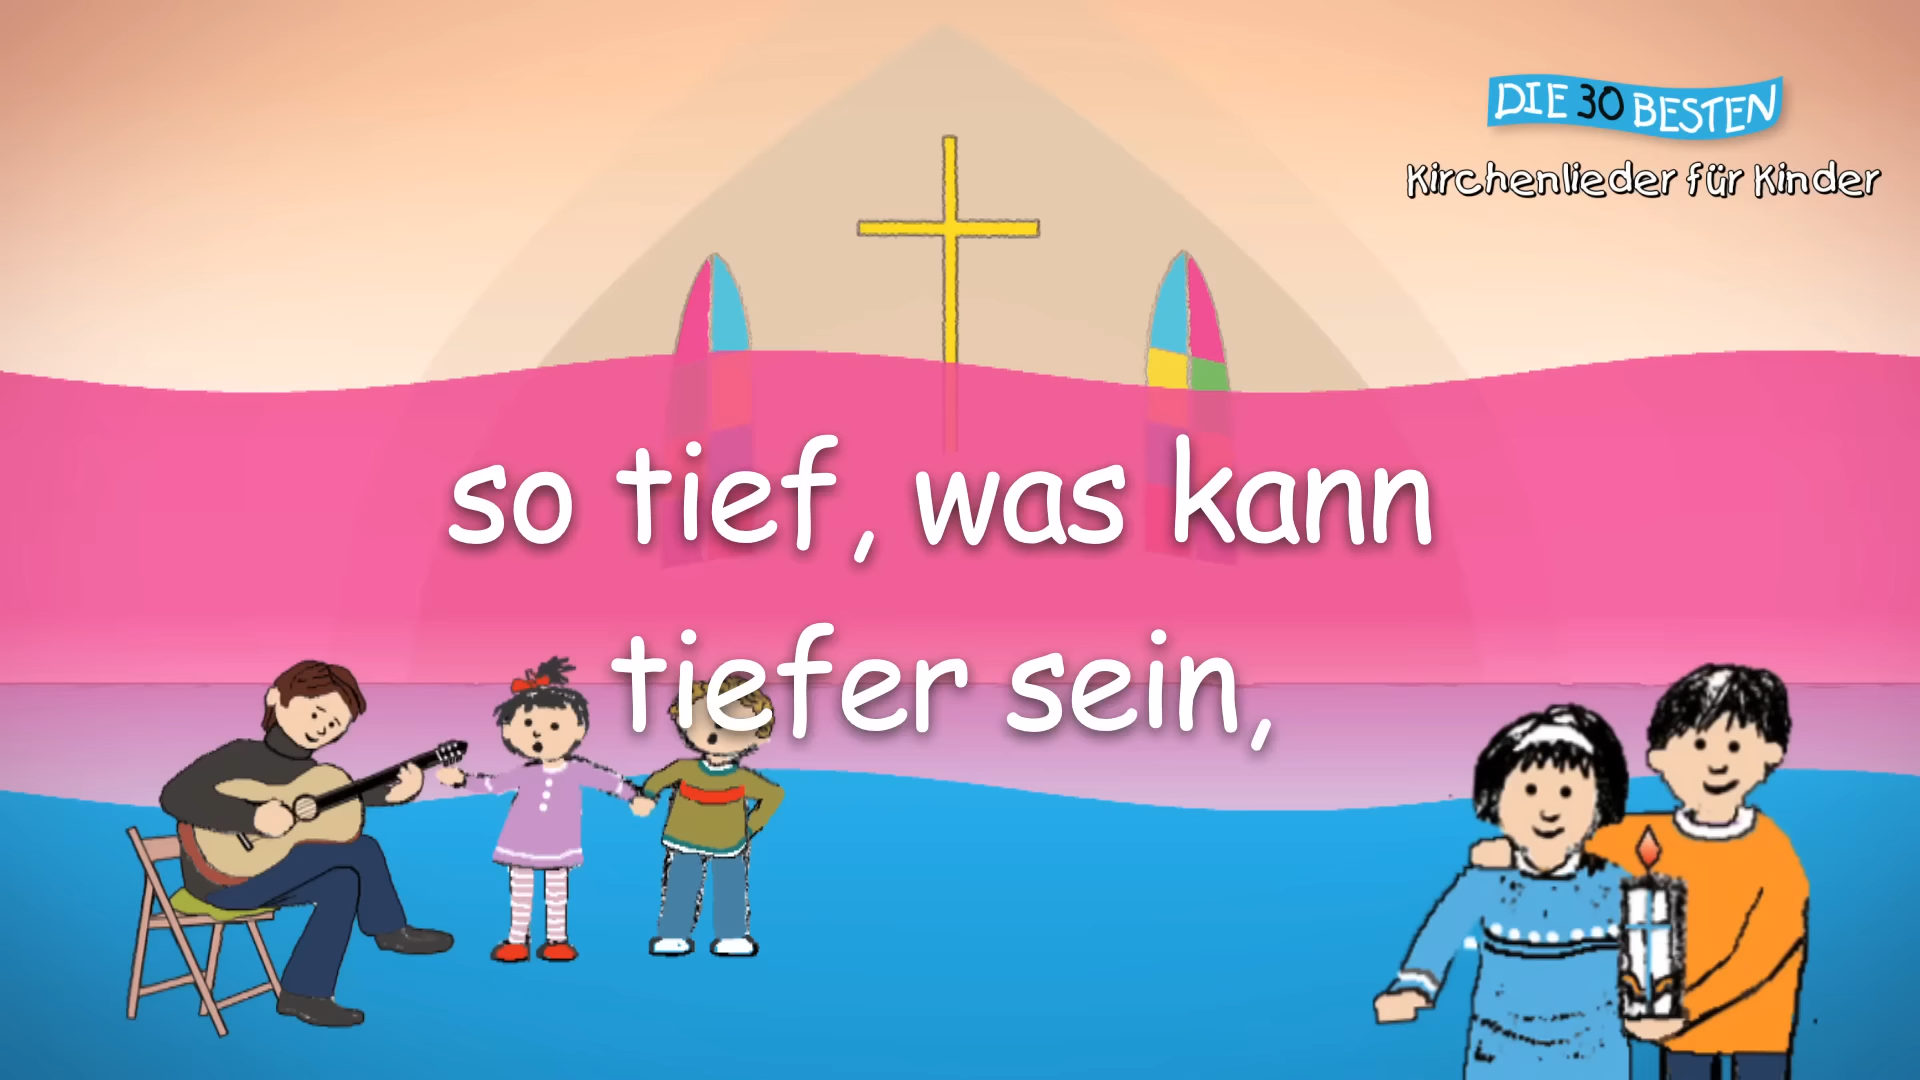 DIE 30 BESTEN
Kirchenlieder für Kinder
so tief, was kann
tiefer sein,